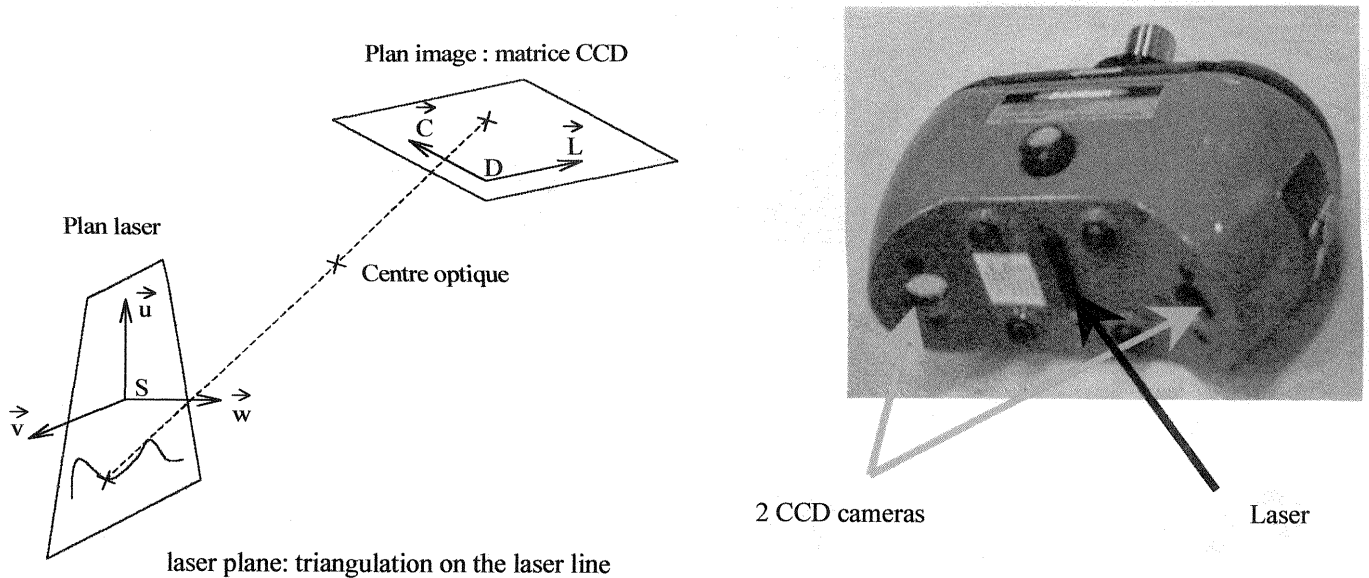 Plan image : matrice CCD
C
L
D
Plan laser
Centre optique
u
S
v
w
laser plane: triangulation on the laser line
2 CCD cameras
Laser